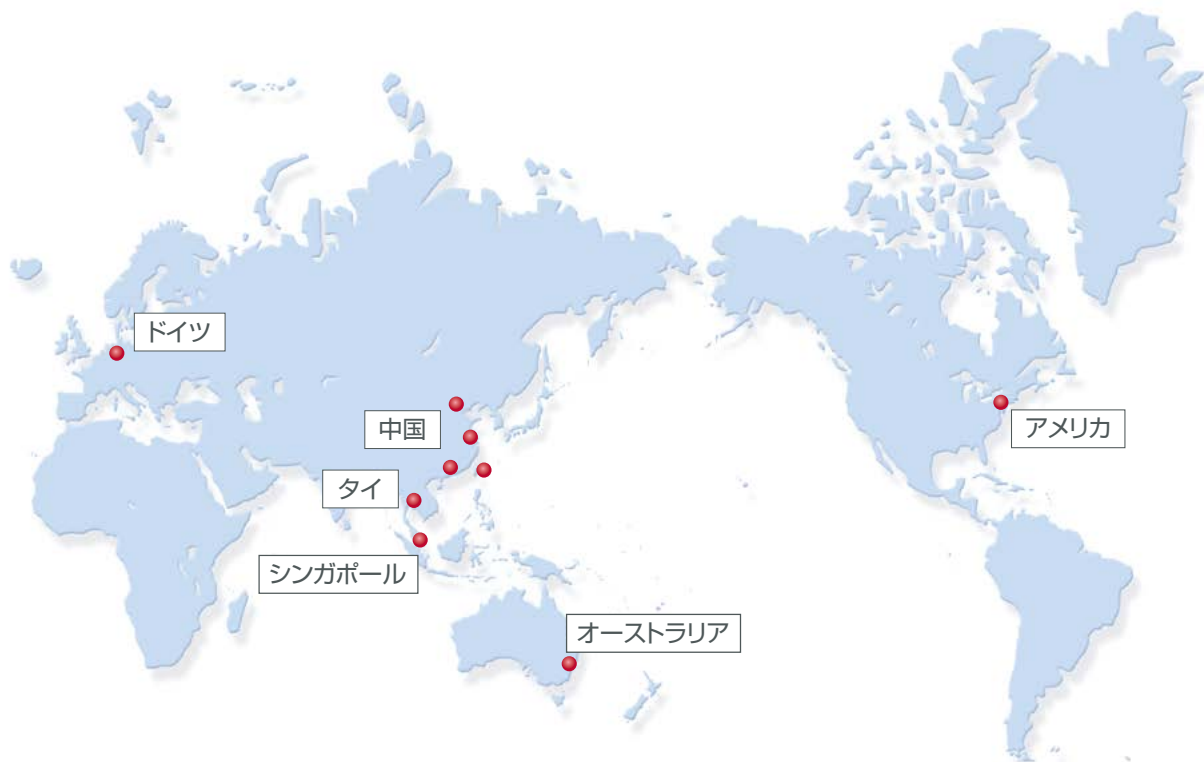 ドイツ
中国
アメリカ
タイ
シンガポール
オーストラリア